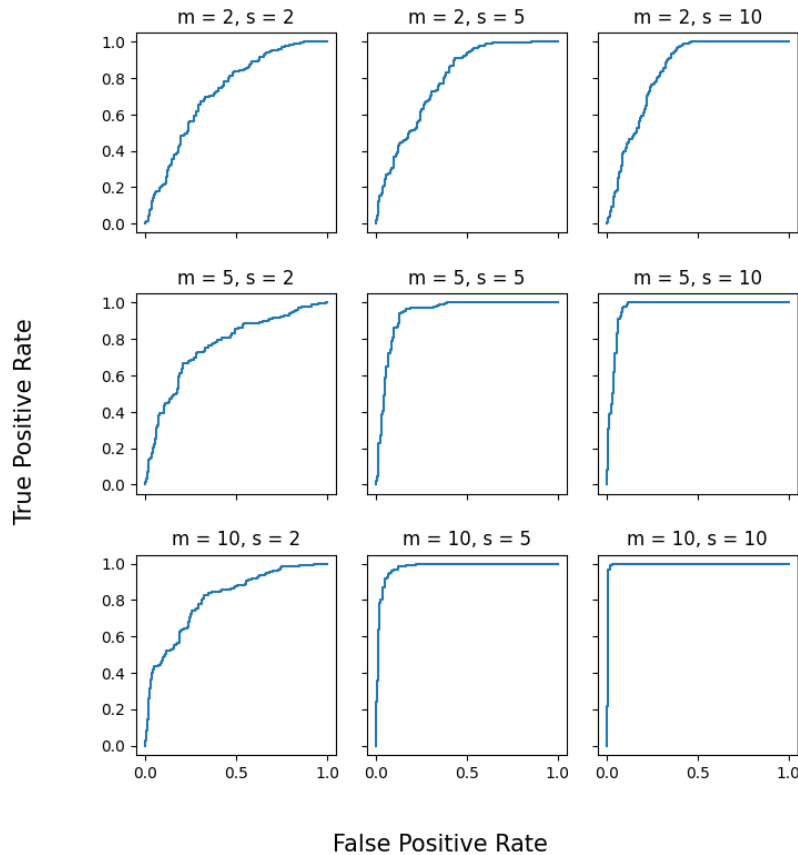 m = 2, s = 2
m = 2, s = 5
m = 2, s = 10
1.0
0.8
0.6
0.4
0.2
0.0
m = 5, s = 2
m = 5, s = 5
m = 5, s = 10
1.0
0.8
0.6
0.4
0.2
0.0
True Positive Rate
m = 10, s = 2
m = 10, s = 5
m = 10, s = 10
1.0
0.8
0.6
0.4
0.2
0.0
0.0 0.5 1.0
0.0 0.5 1.0
0.0 0.5 1.0
False Positive Rate